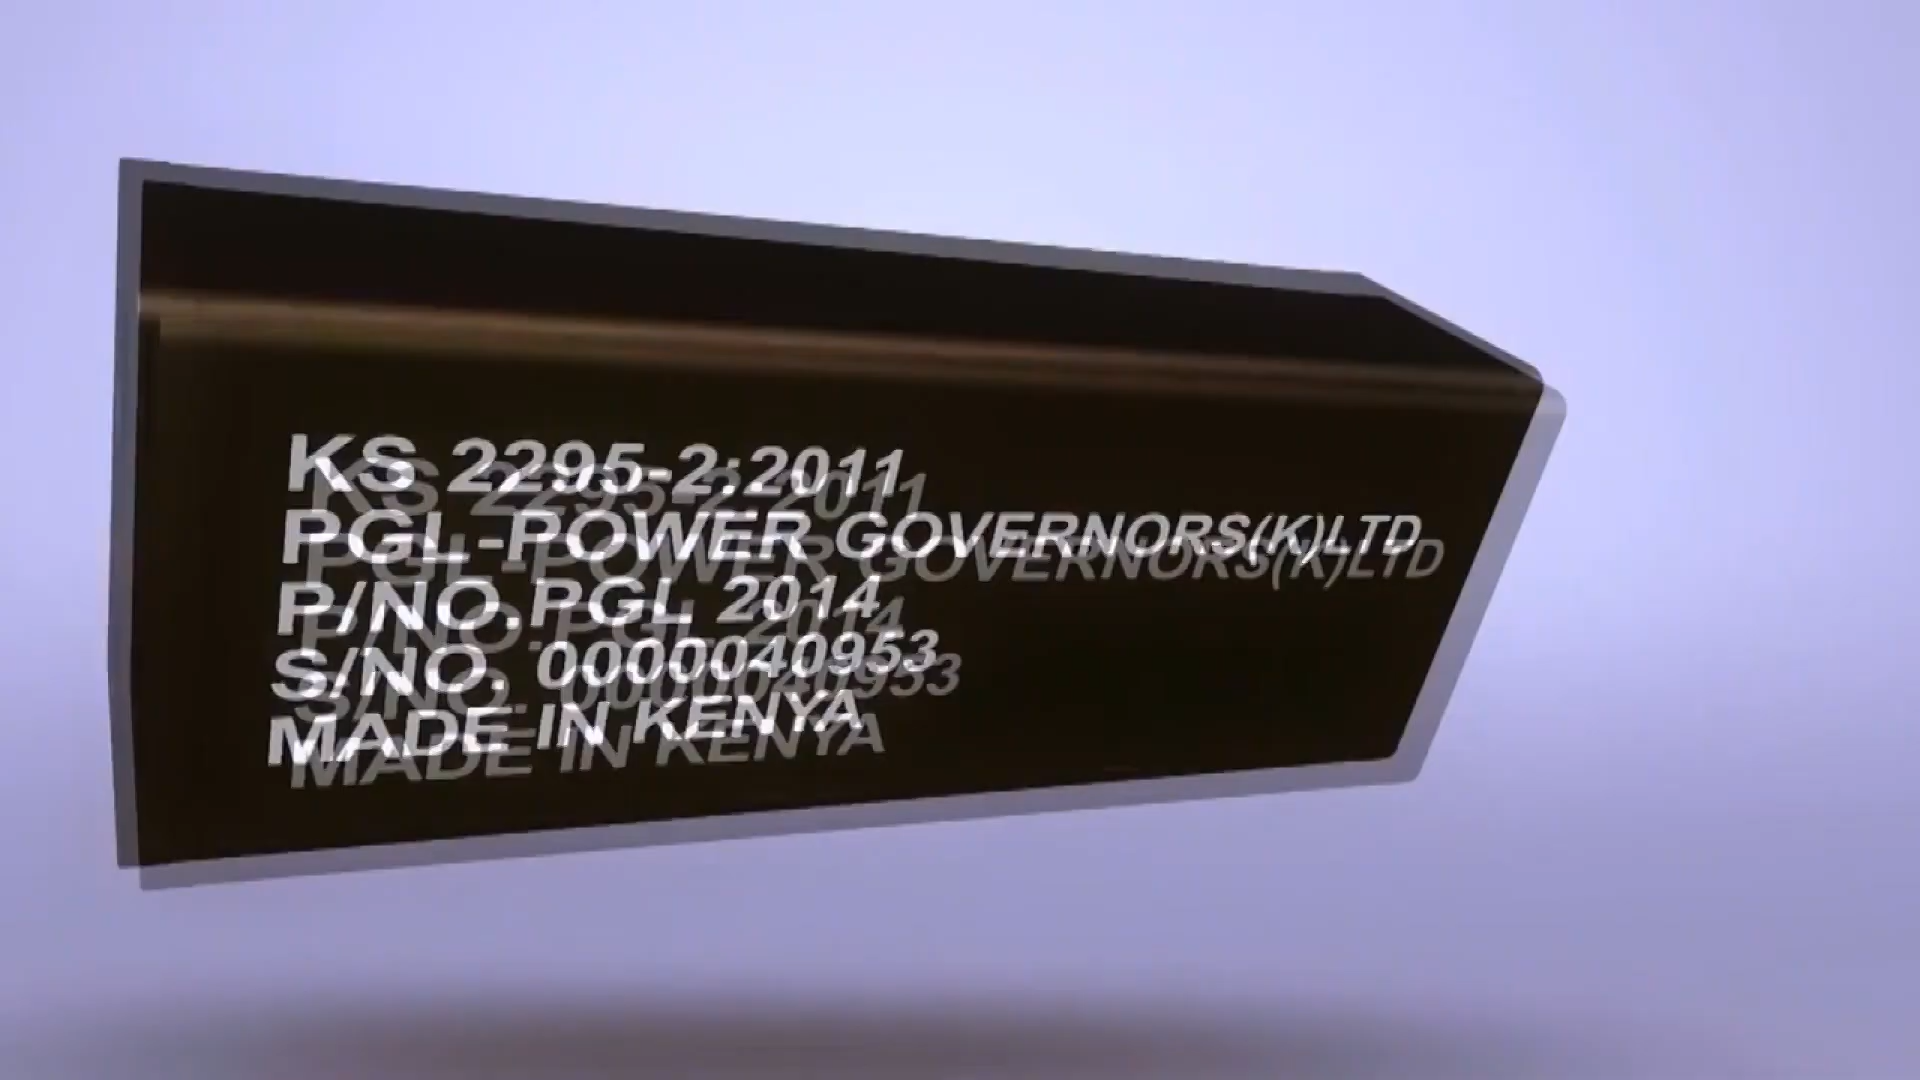 KS 2295-2:2011
PGL-POWER GOVERNORS(K)LTD
P/NO.PGL 2014
S/NO. 0000040953
MADE IN KENYA